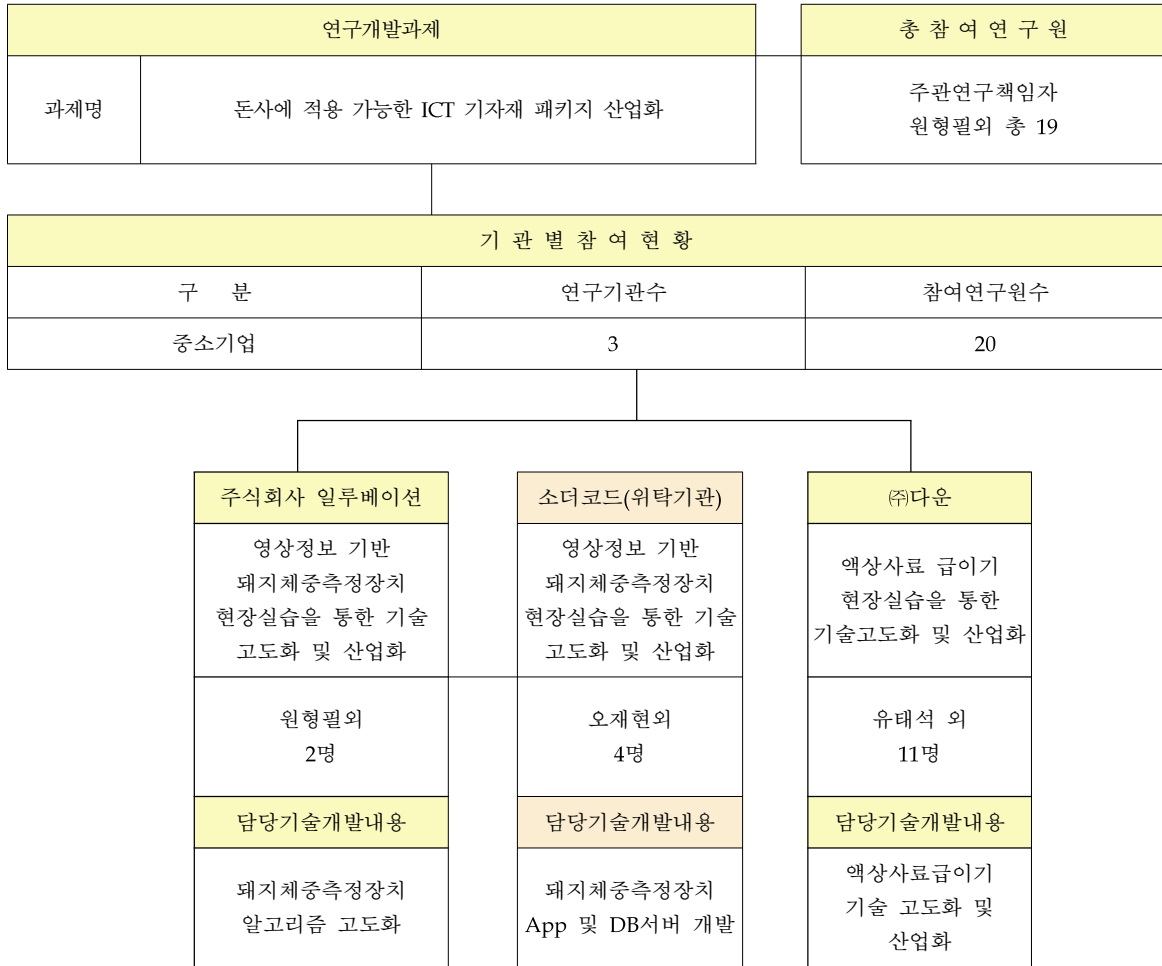 연구개발과제
총 참 여 연 구 원
과제명
돈사에 적용 가능한 ICT 기자재 패키지 산업화
주관연구책임자
원형필외 총 19
기 관 별 참 여 현 황
구 분
연구기관수
참여연구원수
중소기업
3
20
주식회사 일루베이션
소더코드(위탁기관)
㈜다운
영상정보 기반
돼지체중측정장치
현장실습을 통한 기술
고도화 및 산업화
영상정보 기반
돼지체중측정장치
현장실습을 통한 기술
고도화 및 산업화
액상사료 급이기
현장실습을 통한
기술고도화 및 산업화
원형필외
2명
오재현외
4명
유태석 외
11명
담당기술개발내용
담당기술개발내용
담당기술개발내용
돼지체중측정장치
알고리즘 고도화
돼지체중측정장치
App 및 DB서버 개발
액상사료급이기
기술 고도화 및
산업화